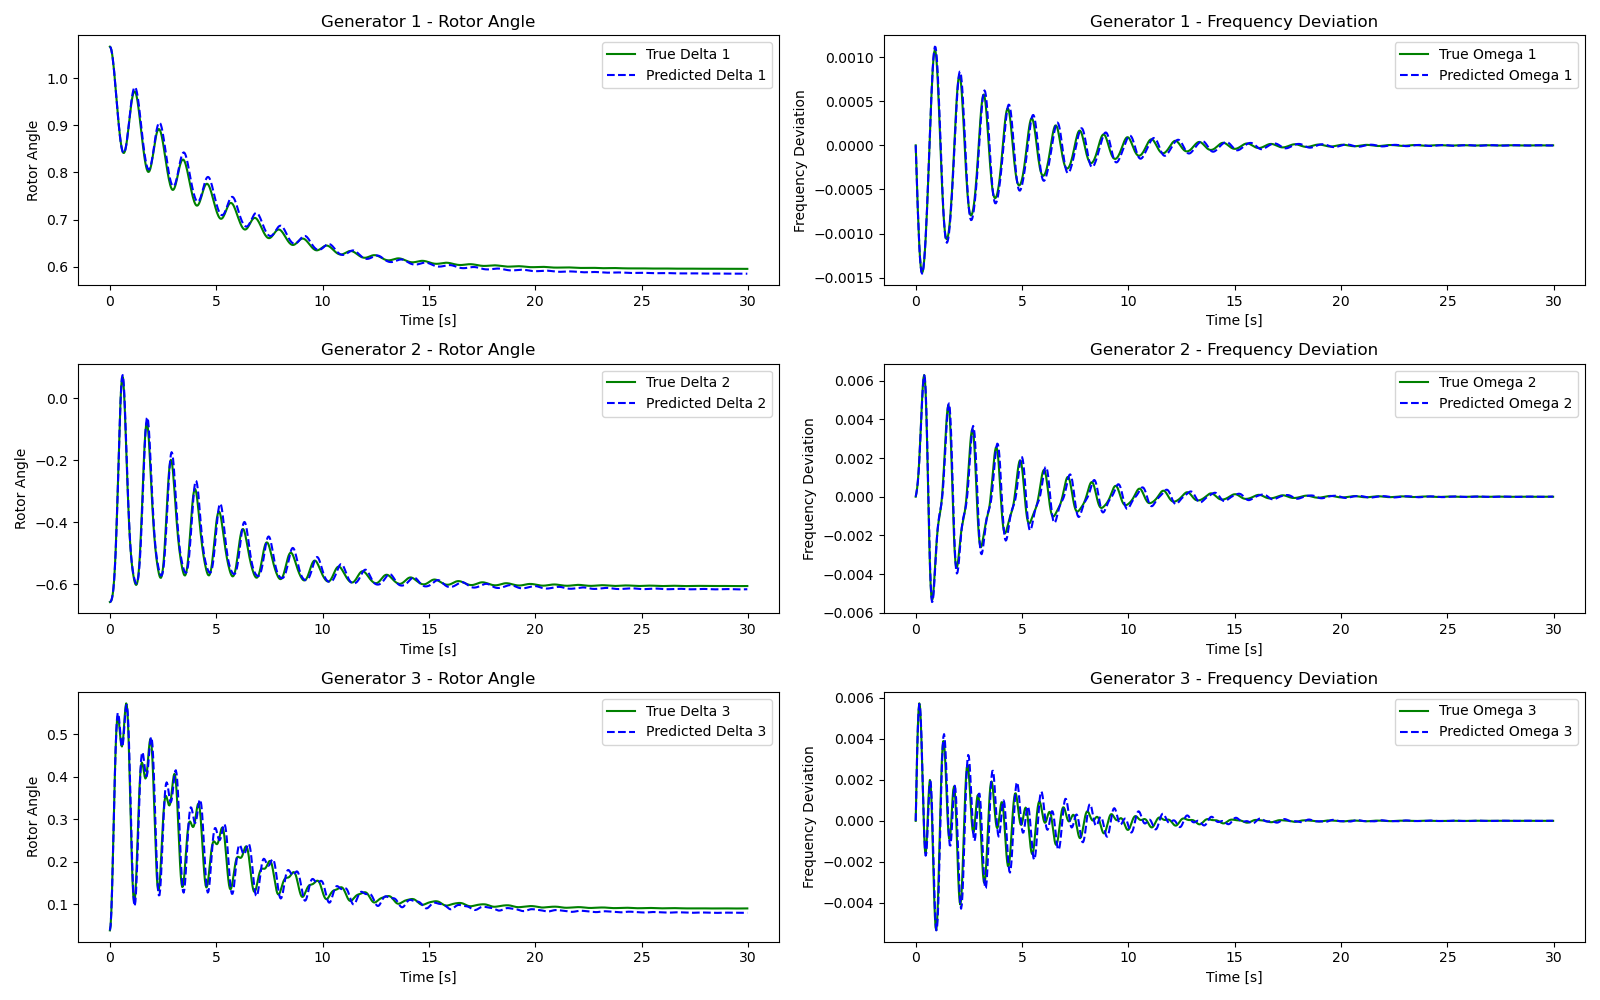 Generator 1 - Rotor Angle
True Delta 1
Predicted Delta 1
Rotor Angle
1.0
0.9
0.8
0.7
0.6
0 5 10 15 20 25 30
Time [s]
Generator 1 - Frequency Deviation
True Omega 1
Predicted Omega 1
Frequency Deviation
0.0010
0.0005
0.0000
−0.0005
−0.0010
−0.0015
0 5 10 15 20 25 30
Time [s]
Generator 2 - Rotor Angle
True Delta 2
Predicted Delta 2
Rotor Angle
0.0
−0.2
−0.4
−0.6
0 5 10 15 20 25 30
Time [s]
Generator 2 - Frequency Deviation
True Omega 2
Predicted Omega 2
Frequency Deviation
0.006
0.004
0.002
0.000
−0.002
−0.004
−0.006
0 5 10 15 20 25 30
Time [s]
Generator 3 - Rotor Angle
True Delta 3
Predicted Delta 3
Rotor Angle
0.5
0.4
0.3
0.2
0.1
0 5 10 15 20 25 30
Time [s]
Generator 3 - Frequency Deviation
True Omega 3
Predicted Omega 3
Frequency Deviation
0.006
0.004
0.002
0.000
−0.002
−0.004
0 5 10 15 20 25 30
Time [s]